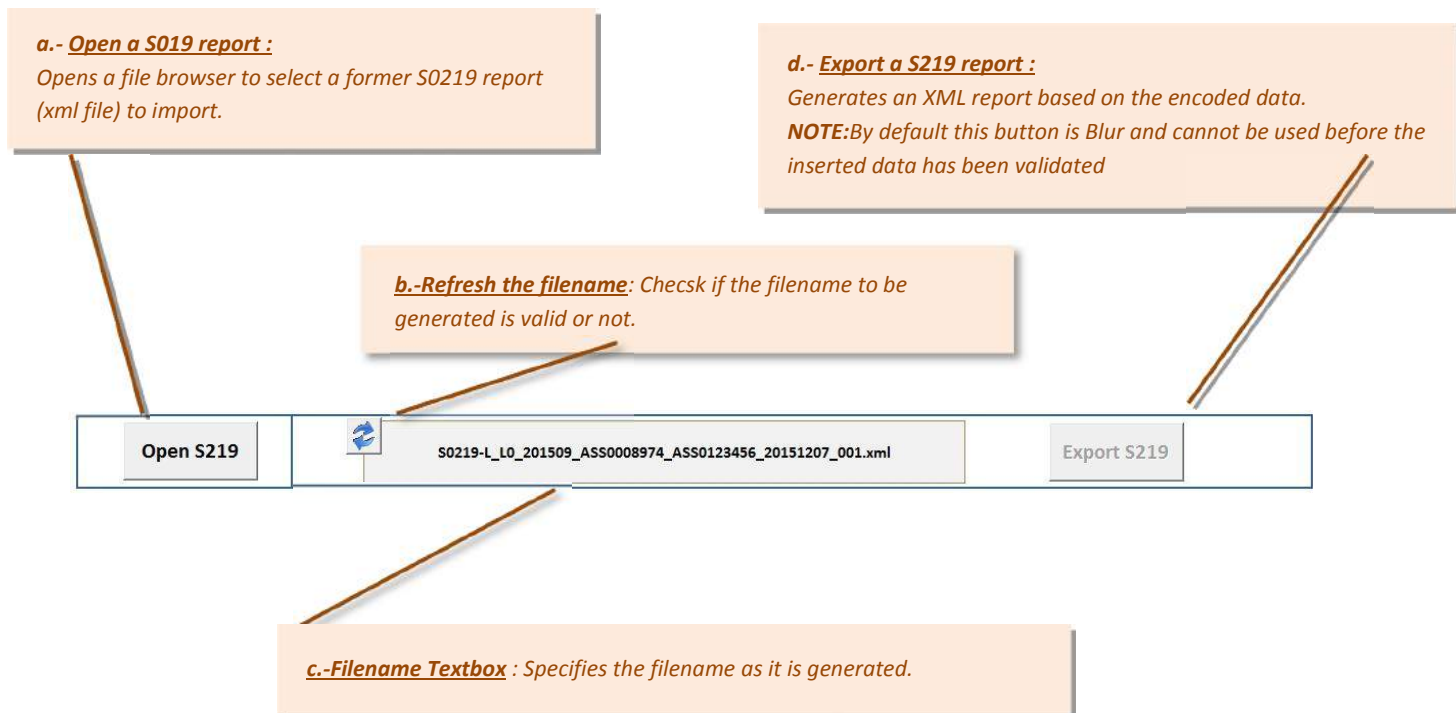 a.- Open a S019 report :
Opens a file browser to select a former S0219 report
(xml file) to import.
d.- Export a S219 report :
Generates an XML report based on the encoded data.
NOTE:By default this button is Blur and cannot be used before the
inserted data has been validated
b.-Refresh the filename: Checsk if the filename to be
generated is valid or not.
Open S219
S0219-L_L0_201509_ASS0008974_ASS0123456_20151207_001.xml
Export S219
c.-Filename Textbox : Specifies the filename as it is generated.